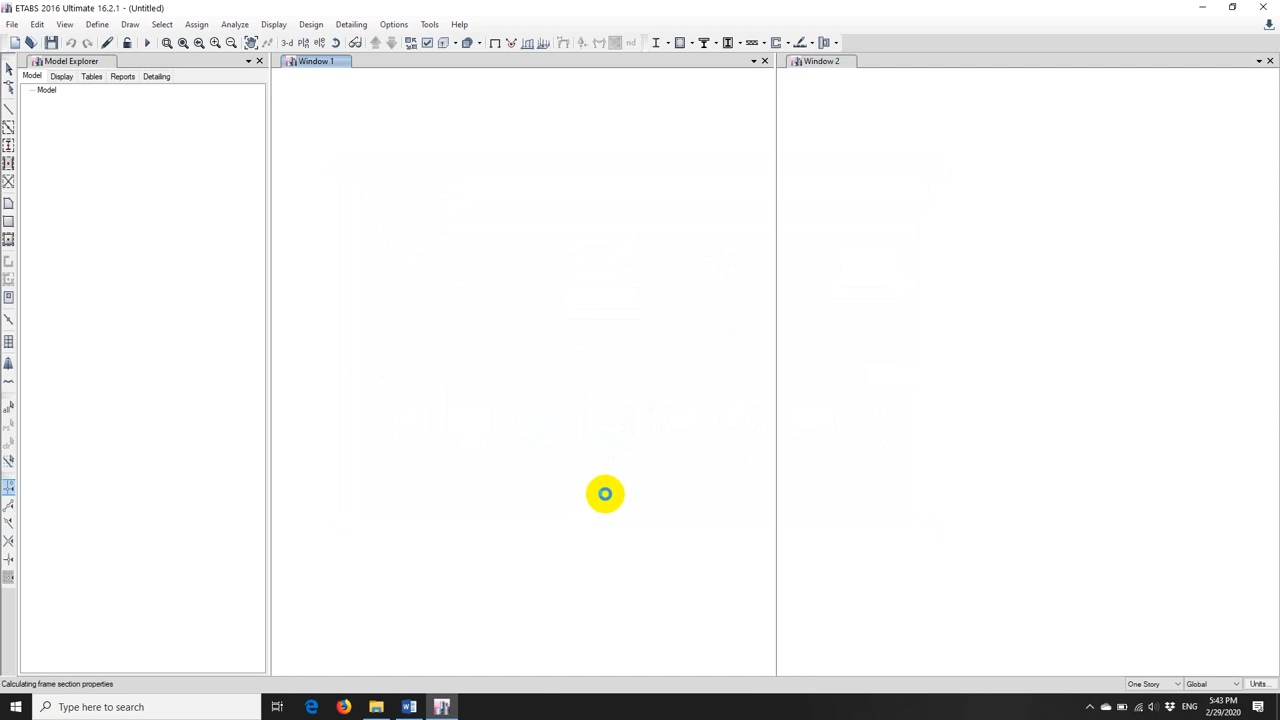 ETABS 2016 Ultimate 16.2.1 - (Untitled)
File Edit View Define Draw Select Assign Analyze Display Design Detailing Options Tools Help
3-d
nd
Model Explorer
Window 1
Window 2
Model Display Tables Reports Detailing
Model
all
Calculating frame section properties
One Story
Global
Units...
Type here to search
ENG
5:43 PM
2/29/2020